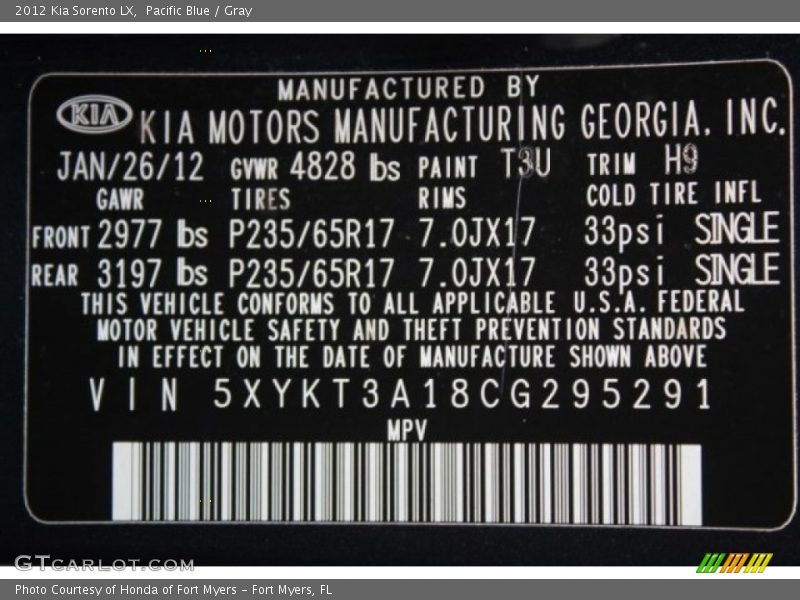 2012 Kia Sorento LX, Pacific Blue / Gray
MANUFACTURED BY
KIA KIA MOTORS MANUFACTURING GEORGIA, INC.
JAN/26/12 GVWR 4828 lbs PAINT T3U TRIM H9
GAWR TIRES RIMS COLD TIRE INFL
FRONT 2977 lbs P235/65R17 7.0JX17 33psi SINGLE
REAR 3197 lbs P235/65R17 7.0JX17 33psi SINGLE
THIS VEHICLE CONFORMS TO ALL APPLICABLE U.S.A. FEDERAL
MOTOR VEHICLE SAFETY AND THEFT PREVENTION STANDARDS
IN EFFECT ON THE DATE OF MANUFACTURE SHOWN ABOVE
VIN 5XYKT3A18CG295291
MPV
GTCARLOT.COM
Photo Courtesy of Honda of Fort Myers - Fort Myers, FL